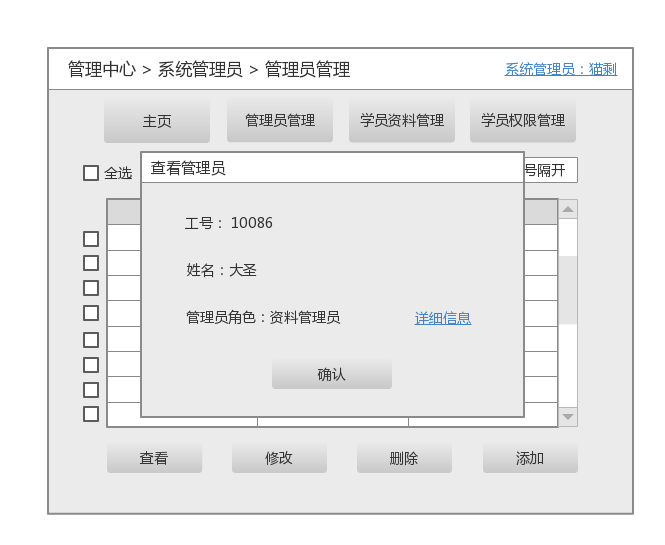 管理中心 > 系统管理员 > 管理员管理
系统管理员：猫剩
主页
管理员管理
学员资料管理
学员权限管理
全选
号隔开
查看管理员
工号： 10086
姓名：大圣
管理员角色：资料管理员
详细信息
确认
查看
修改
删除
添加